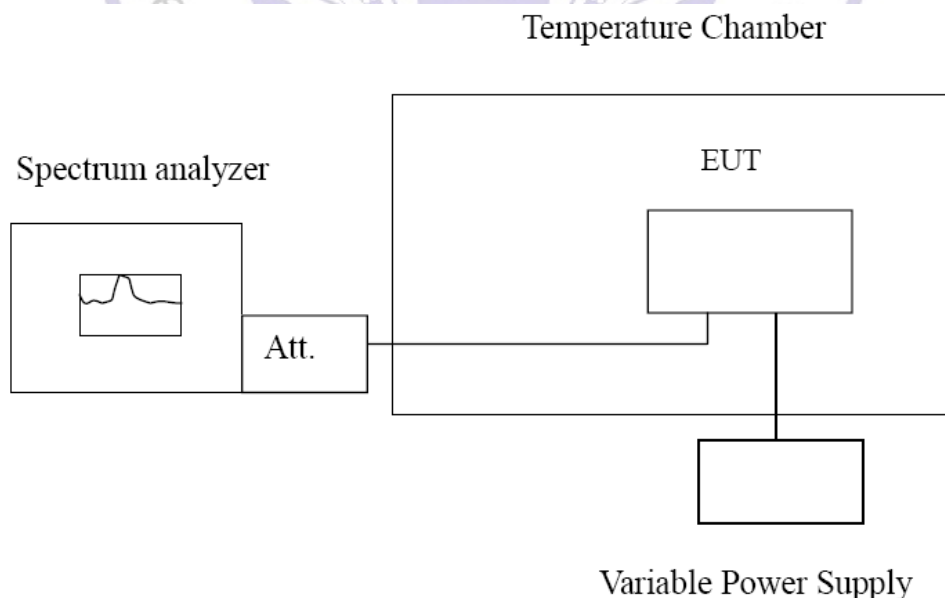 Temperature Chamber
Spectrum analyzer
EUT
Att.
Variable Power Supply